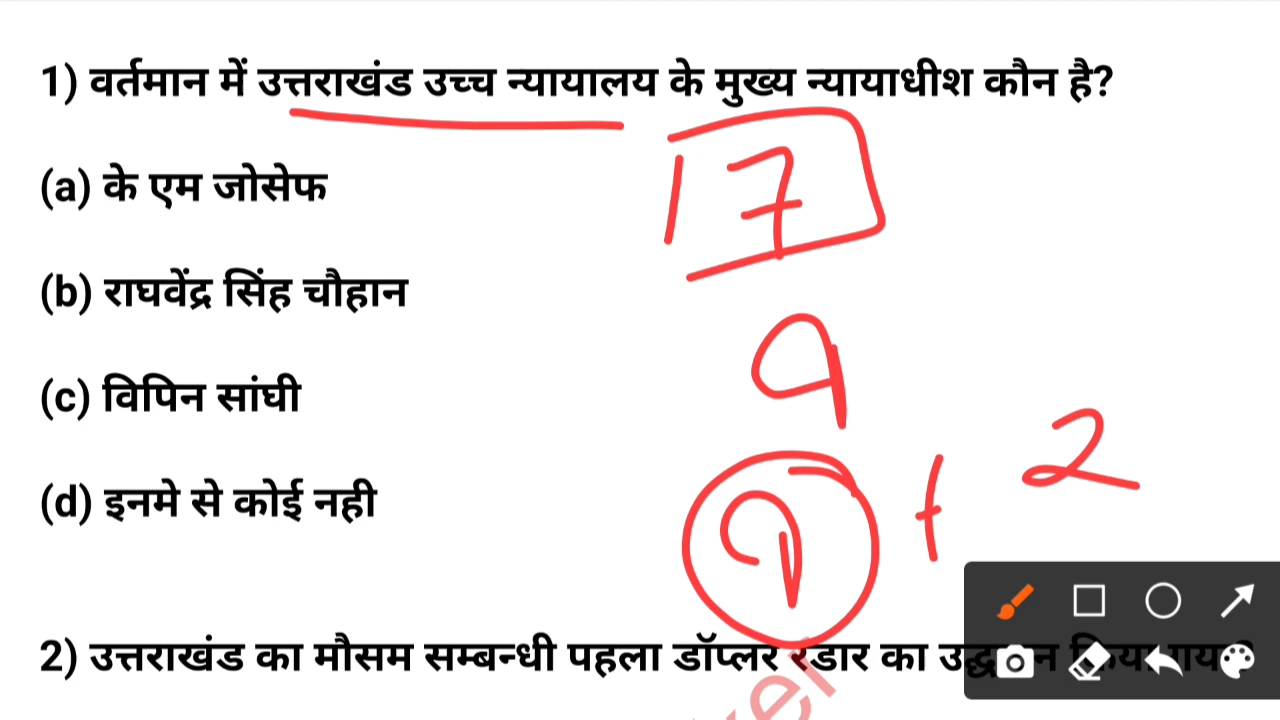 1) वर्तमान में उत्तराखंड उच्च न्यायालय के मुख्य न्यायाधीश कौन है?
17
(a) के एम जोसेफ
(b) राघवेंद्र सिंह चौहान
9
(c) विपिन सांघी
2
(d) इनमे से कोई नही
2) उत्तराखंड का मौसम सम्बन्धी पहला डॉप्लर रडार का